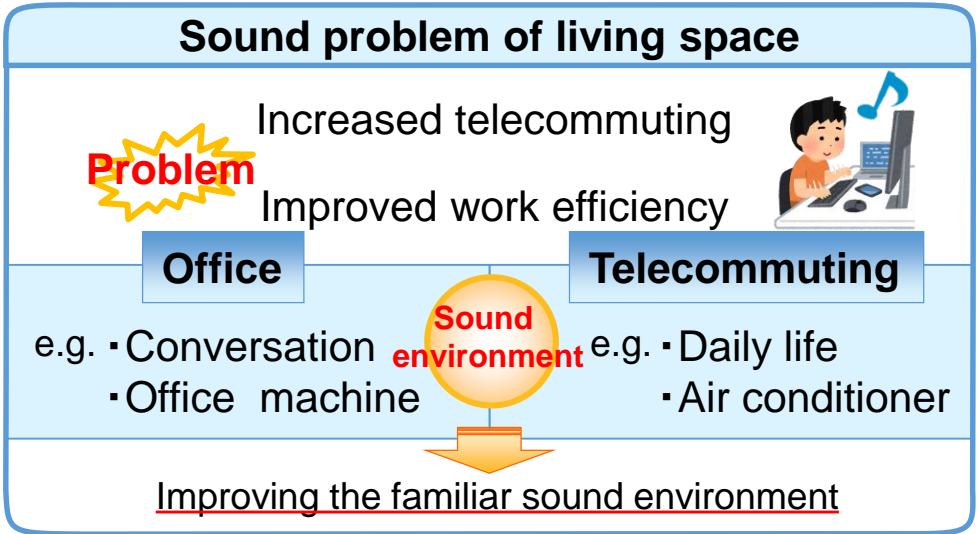 Sound problem of living space
Increased telecommuting
Problem
Improved work efficiency
Office
Telecommuting
Sound
environment
e.g. ・Conversation
・Office machine
e.g. ・Daily life
・Air conditioner
Improving the familiar sound environment